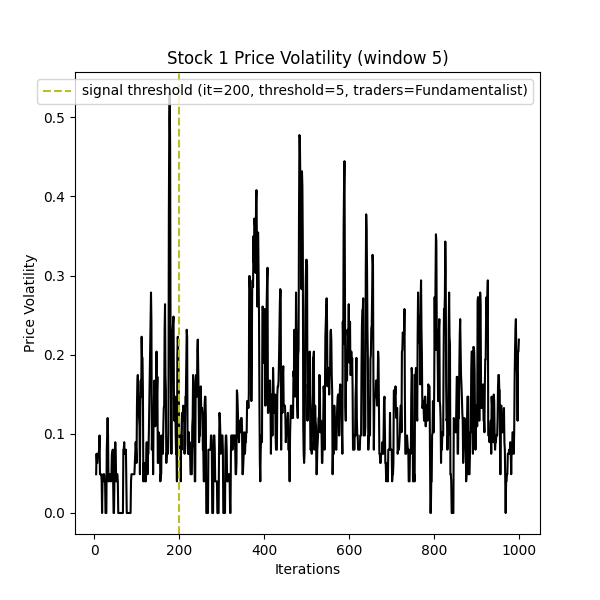 Stock 1 Price Volatility (window 5)
signal threshold (it=200, threshold=5, traders=Fundamentalist)
Price Volatility
0.5
0.4
0.3
0.2
0.1
0.0
0 200 400 600 800 1000
Iterations